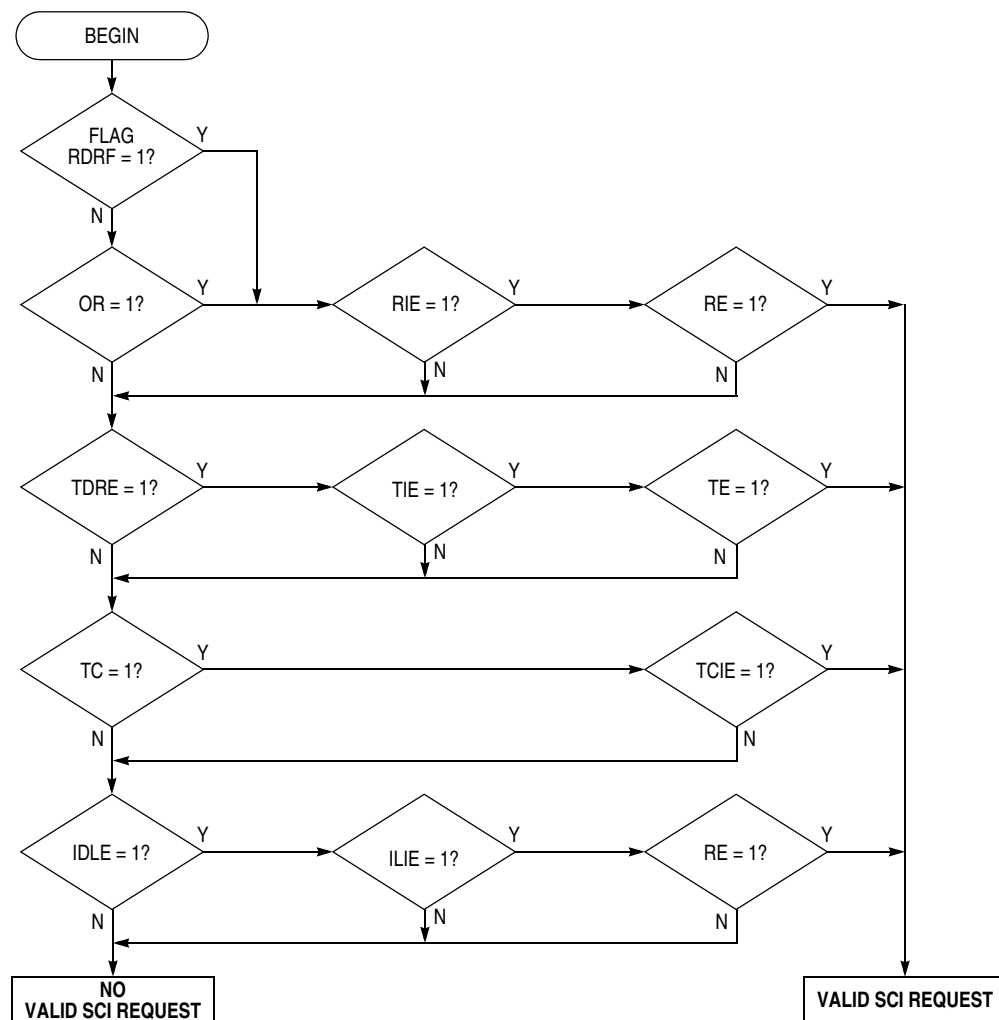 BEGIN
FLAG
RDRF = 1?
Y
N
OR = 1?
Y
RIE = 1?
Y
RE = 1?
Y
N
N
N
TDRE = 1?
Y
TIE = 1?
Y
TE = 1?
Y
N
N
N
TC = 1?
Y
TCIE = 1?
Y
N
N
IDLE = 1?
Y
ILIE = 1?
Y
RE = 1?
Y
N
N
N
NO
VALID SCI REQUEST
VALID SCI REQUEST